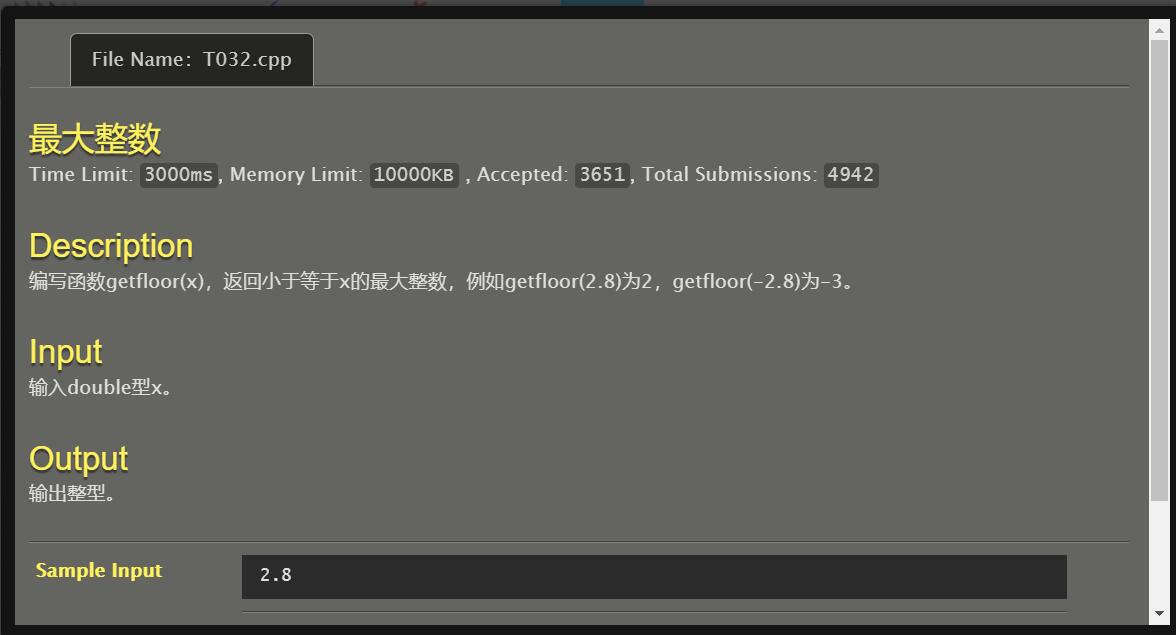 File Name: T032.cpp
最大整数
Time Limit: 3000ms, Memory Limit: 10000KB , Accepted: 3651, Total Submissions: 4942
Description
编写函数getfloor(x)，返回小于等于x的最大整数，例如getfloor(2.8)为2，getfloor(-2.8)为-3。
Input
输入double型x。
Output
输出整型。
Sample Input
2.8